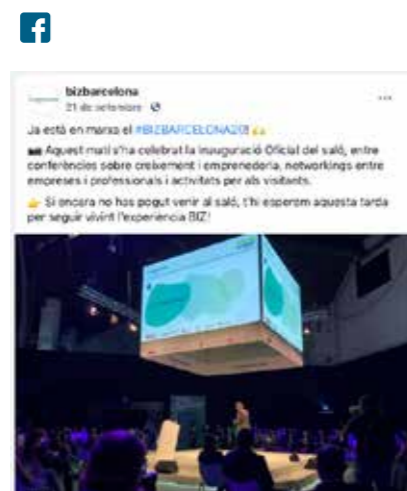 bizbarcelona
21 de setembre
Ja està en marxa el #BIZBARCELONA20!
Aquest matí s'ha celebrat la inauguració Oficial del saló, entre
conferències sobre creixement i emprenedoria, networkings entre
empreses i professionals i activitats per als visitants.
Si encara no has pogut venir al saló, t'hi esperem aquesta tarda
per seguir vivint l'experiència BIZ!